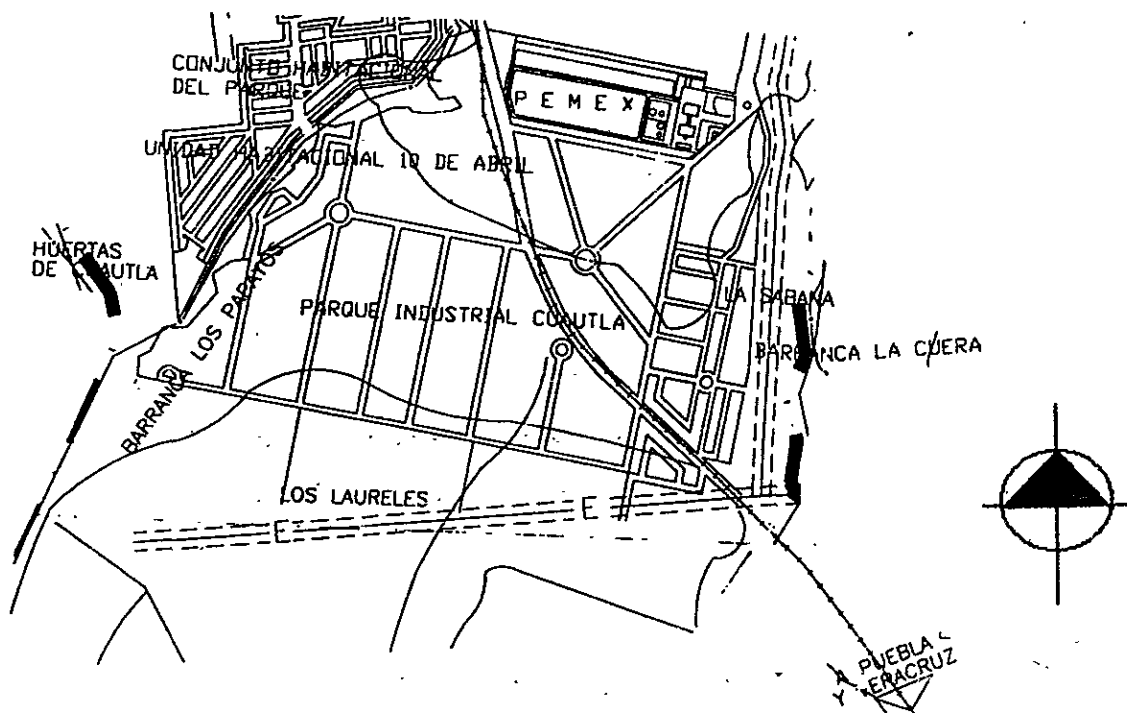 CONJUNTO HABITACIONAL
DEL PARQUE
PEMEX
UNIDAD HABITACIONAL 10 DE ABRIL
HUERTAS
DE CUAUTLA
BARRANCA LOS PAPATOS
PARQUE INDUSTRIAL CUAUTLA
LA SABANA
BARRANCA LA CUERA
LOS LAURELES
E
E
A PUEBLA
Y VERACRUZ